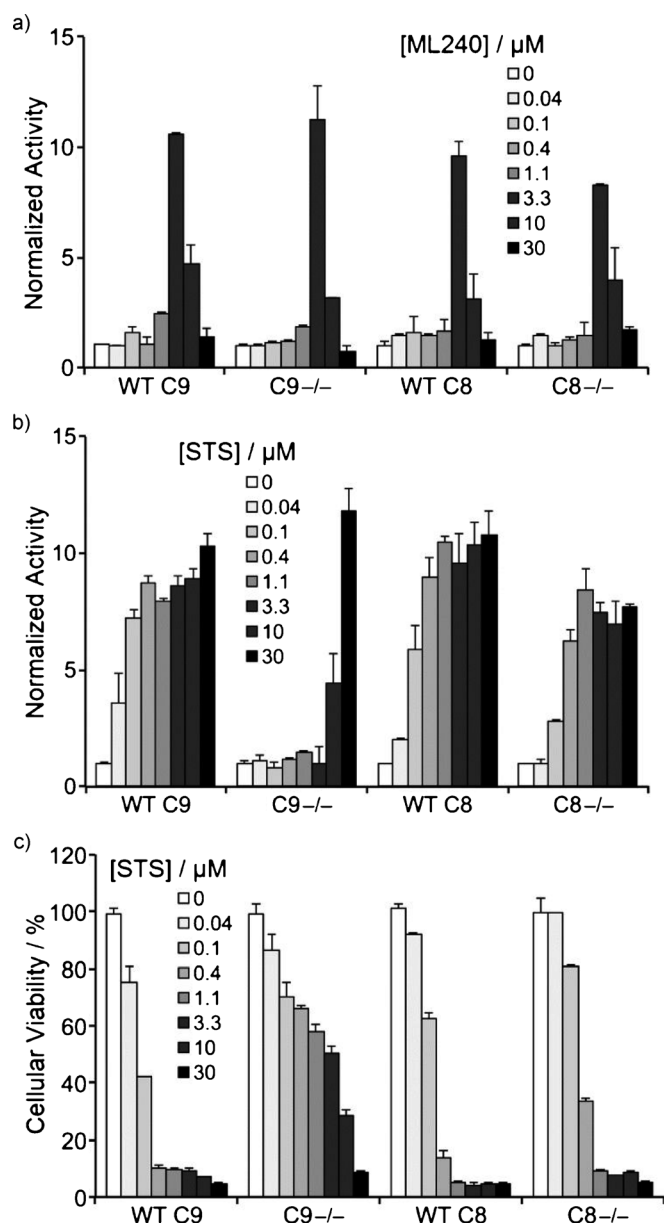 a)
15
[ML240] / µM
0
0.04
0.1
0.4
1.1
3.3
10
30
Normalized Activity
10
5
0
WT C9
C9–/–
WT C8
C8–/–
b)
15
[STS] / µM
0
0.04
0.1
0.4
1.1
3.3
10
30
Normalized Activity
10
5
0
WT C9
C9–/–
WT C8
C8–/–
c)
120
[STS] / µM
0
0.04
0.1
0.4
1.1
3.3
10
30
Cellular Viability / %
100
80
60
40
20
0
WT C9
C9–/–
WT C8
C8–/–